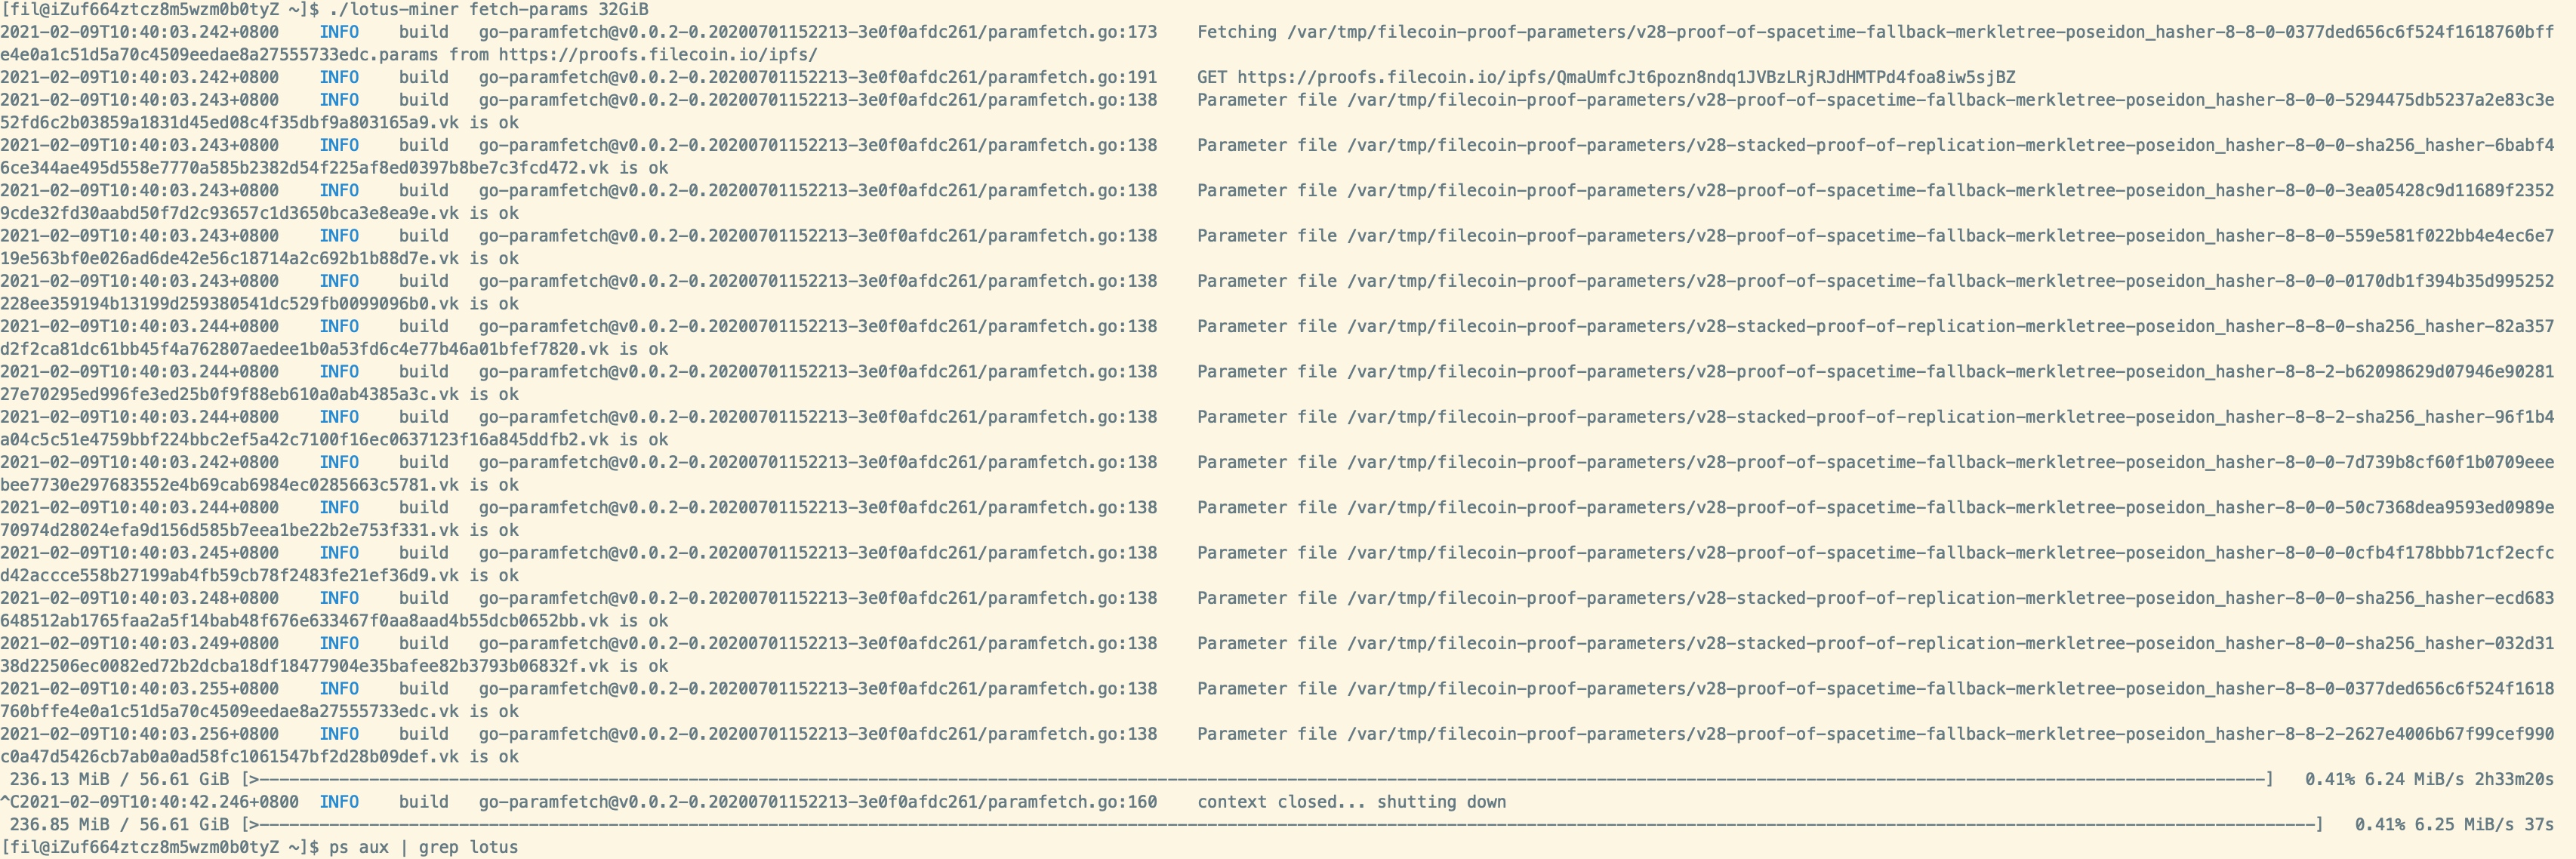 [fil@iZuf664ztcz8m5wzm0b0tyZ ~]$ ./lotus-miner fetch-params 32GiB
2021-02-09T10:40:03.242+0800 INFO build go-paramfetch@v0.0.2-0.20200701152213-3e0f0afdc261/paramfetch.go:173 Fetching /var/tmp/filecoin-proof-parameters/v28-proof-of-spacetime-fallback-merkletree-poseidon_hasher-8-8-0-0377ded656c6f524f1618760bff
e4e0a1c51d5a70c4509eedae8a27555733edc.params from https://proofs.filecoin.io/ipfs/
2021-02-09T10:40:03.242+0800 INFO build go-paramfetch@v0.0.2-0.20200701152213-3e0f0afdc261/paramfetch.go:191 GET https://proofs.filecoin.io/ipfs/QmaUmfcJt6pozn8ndq1JVBzLRjRJdHMTPd4foa8iw5sjBZ
2021-02-09T10:40:03.243+0800 INFO build go-paramfetch@v0.0.2-0.20200701152213-3e0f0afdc261/paramfetch.go:138 Parameter file /var/tmp/filecoin-proof-parameters/v28-proof-of-spacetime-fallback-merkletree-poseidon_hasher-8-0-0-5294475db5237a2e83c3e
52fd6c2b03859a1831d45ed08c4f35dbf9a803165a9.vk is ok
2021-02-09T10:40:03.243+0800 INFO build go-paramfetch@v0.0.2-0.20200701152213-3e0f0afdc261/paramfetch.go:138 Parameter file /var/tmp/filecoin-proof-parameters/v28-stacked-proof-of-replication-merkletree-poseidon_hasher-8-0-0-sha256_hasher-6babf4
6ce344ae495d558e7770a585b2382d54f225af8ed0397b8be7c3fcd472.vk is ok
2021-02-09T10:40:03.243+0800 INFO build go-paramfetch@v0.0.2-0.20200701152213-3e0f0afdc261/paramfetch.go:138 Parameter file /var/tmp/filecoin-proof-parameters/v28-proof-of-spacetime-fallback-merkletree-poseidon_hasher-8-0-0-3ea05428c9d11689f2352
9cde32fd30aabd50f7d2c93657c1d3650bca3e8ea9e.vk is ok
2021-02-09T10:40:03.243+0800 INFO build go-paramfetch@v0.0.2-0.20200701152213-3e0f0afdc261/paramfetch.go:138 Parameter file /var/tmp/filecoin-proof-parameters/v28-proof-of-spacetime-fallback-merkletree-poseidon_hasher-8-8-0-559e581f022bb4e4ec6e7
19e563bf0e026ad6de42e56c18714a2c692b1b88d7e.vk is ok
2021-02-09T10:40:03.243+0800 INFO build go-paramfetch@v0.0.2-0.20200701152213-3e0f0afdc261/paramfetch.go:138 Parameter file /var/tmp/filecoin-proof-parameters/v28-proof-of-spacetime-fallback-merkletree-poseidon_hasher-8-0-0-0170db1f394b35d995252
228ee359194b13199d259380541dc529fb0099096b0.vk is ok
2021-02-09T10:40:03.244+0800 INFO build go-paramfetch@v0.0.2-0.20200701152213-3e0f0afdc261/paramfetch.go:138 Parameter file /var/tmp/filecoin-proof-parameters/v28-stacked-proof-of-replication-merkletree-poseidon_hasher-8-8-0-sha256_hasher-82a357
d2f2ca81dc61bb45f4a762807aedee1b0a53fd6c4e77b46a01bfef7820.vk is ok
2021-02-09T10:40:03.244+0800 INFO build go-paramfetch@v0.0.2-0.20200701152213-3e0f0afdc261/paramfetch.go:138 Parameter file /var/tmp/filecoin-proof-parameters/v28-proof-of-spacetime-fallback-merkletree-poseidon_hasher-8-8-2-b62098629d07946e90281
27e70295ed996fe3ed25b0f9f88eb610a0ab4385a3c.vk is ok
2021-02-09T10:40:03.244+0800 INFO build go-paramfetch@v0.0.2-0.20200701152213-3e0f0afdc261/paramfetch.go:138 Parameter file /var/tmp/filecoin-proof-parameters/v28-stacked-proof-of-replication-merkletree-poseidon_hasher-8-8-2-sha256_hasher-96f1b4
a04c5c51e4759bbf224bbc2ef5a42c7100f16ec0637123f16a845ddfb2.vk is ok
2021-02-09T10:40:03.242+0800 INFO build go-paramfetch@v0.0.2-0.20200701152213-3e0f0afdc261/paramfetch.go:138 Parameter file /var/tmp/filecoin-proof-parameters/v28-proof-of-spacetime-fallback-merkletree-poseidon_hasher-8-0-0-7d739b8cf60f1b0709eee
bee7730e297683552e4b69cab6984ec0285663c5781.vk is ok
2021-02-09T10:40:03.244+0800 INFO build go-paramfetch@v0.0.2-0.20200701152213-3e0f0afdc261/paramfetch.go:138 Parameter file /var/tmp/filecoin-proof-parameters/v28-proof-of-spacetime-fallback-merkletree-poseidon_hasher-8-0-0-50c7368dea9593ed0989e
70974d28024efa9d156d585b7eea1be22b2e753f331.vk is ok
2021-02-09T10:40:03.245+0800 INFO build go-paramfetch@v0.0.2-0.20200701152213-3e0f0afdc261/paramfetch.go:138 Parameter file /var/tmp/filecoin-proof-parameters/v28-proof-of-spacetime-fallback-merkletree-poseidon_hasher-8-0-0-0cfb4f178bbb71cf2ecfc
d42accce558b27199ab4fb59cb78f2483fe21ef36d9.vk is ok
2021-02-09T10:40:03.248+0800 INFO build go-paramfetch@v0.0.2-0.20200701152213-3e0f0afdc261/paramfetch.go:138 Parameter file /var/tmp/filecoin-proof-parameters/v28-stacked-proof-of-replication-merkletree-poseidon_hasher-8-0-0-sha256_hasher-ecd683
648512ab1765faa2a5f14bab48f676e633467f0aa8aad4b55dcb0652bb.vk is ok
2021-02-09T10:40:03.249+0800 INFO build go-paramfetch@v0.0.2-0.20200701152213-3e0f0afdc261/paramfetch.go:138 Parameter file /var/tmp/filecoin-proof-parameters/v28-stacked-proof-of-replication-merkletree-poseidon_hasher-8-0-0-sha256_hasher-032d31
38d22506ec0082ed72b2dcba18df18477904e35bafee82b3793b06832f.vk is ok
2021-02-09T10:40:03.255+0800 INFO build go-paramfetch@v0.0.2-0.20200701152213-3e0f0afdc261/paramfetch.go:138 Parameter file /var/tmp/filecoin-proof-parameters/v28-proof-of-spacetime-fallback-merkletree-poseidon_hasher-8-8-0-0377ded656c6f524f1618
760bffe4e0a1c51d5a70c4509eedae8a27555733edc.vk is ok
2021-02-09T10:40:03.256+0800 INFO build go-paramfetch@v0.0.2-0.20200701152213-3e0f0afdc261/paramfetch.go:138 Parameter file /var/tmp/filecoin-proof-parameters/v28-proof-of-spacetime-fallback-merkletree-poseidon_hasher-8-8-2-2627e4006b67f99cef990
c0a47d5426cb7ab0a0ad58fc1061547bf2d28b09def.vk is ok
236.13 MiB / 56.61 GiB [>-----------------------------------] 0.41% 6.24 MiB/s 2h33m20s
^C2021-02-09T10:40:42.246+0800 INFO build go-paramfetch@v0.0.2-0.20200701152213-3e0f0afdc261/paramfetch.go:160 context closed... shutting down
236.85 MiB / 56.61 GiB [>-----------------------------------] 0.41% 6.25 MiB/s 37s
[fil@iZuf664ztcz8m5wzm0b0tyZ ~]$ ps aux | grep lotus